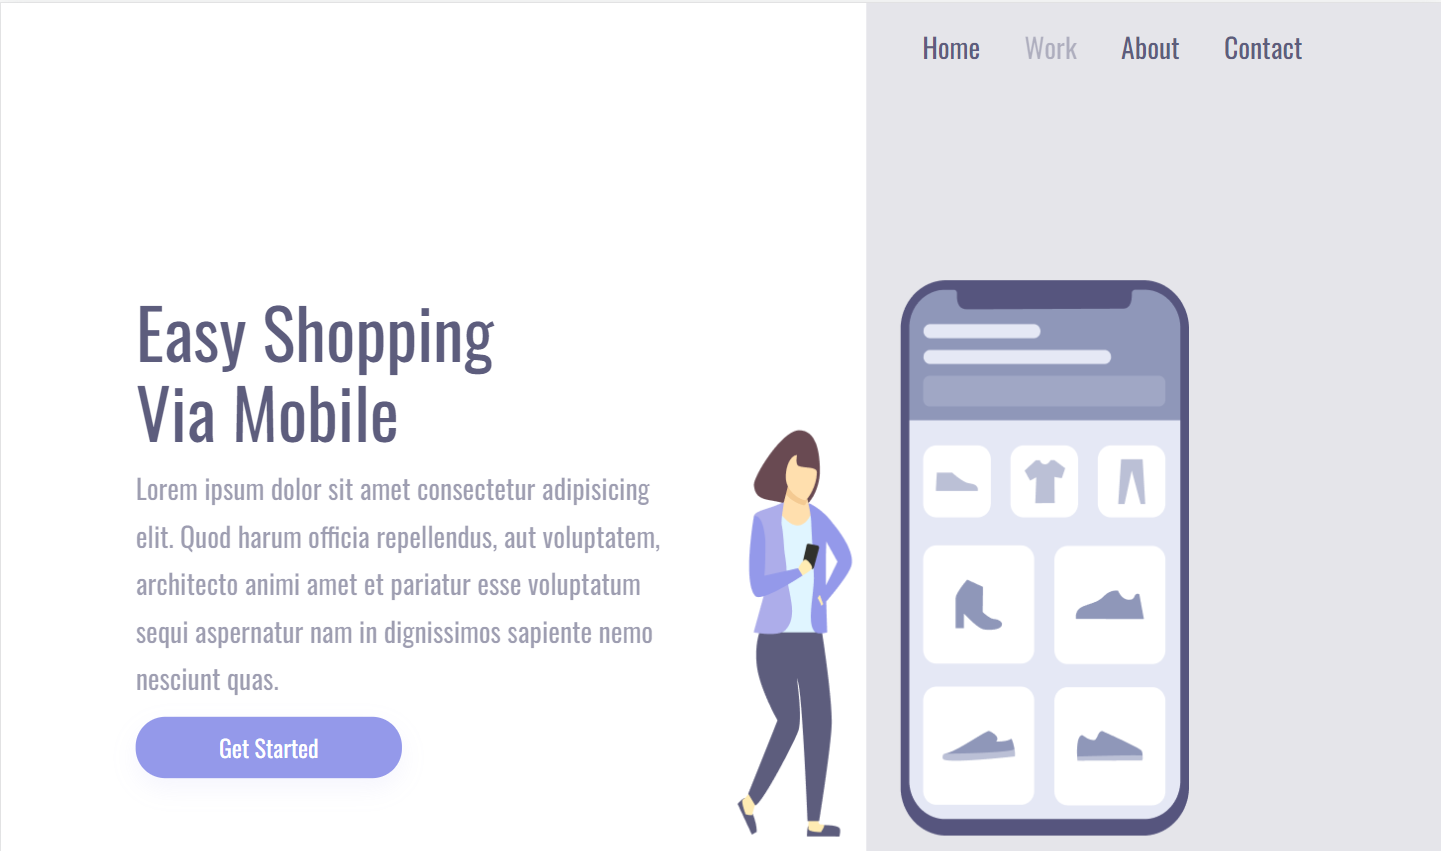 Home Work About Contact
Easy Shopping
Via Mobile
Lorem ipsum dolor sit amet consectetur adipisicing
elit. Quod harum officia repellendus, aut voluptatem,
architecto animi amet et pariatur esse voluptatum
sequi aspernatur nam in dignissimos sapiente nemo
nesciunt quas.
Get Started